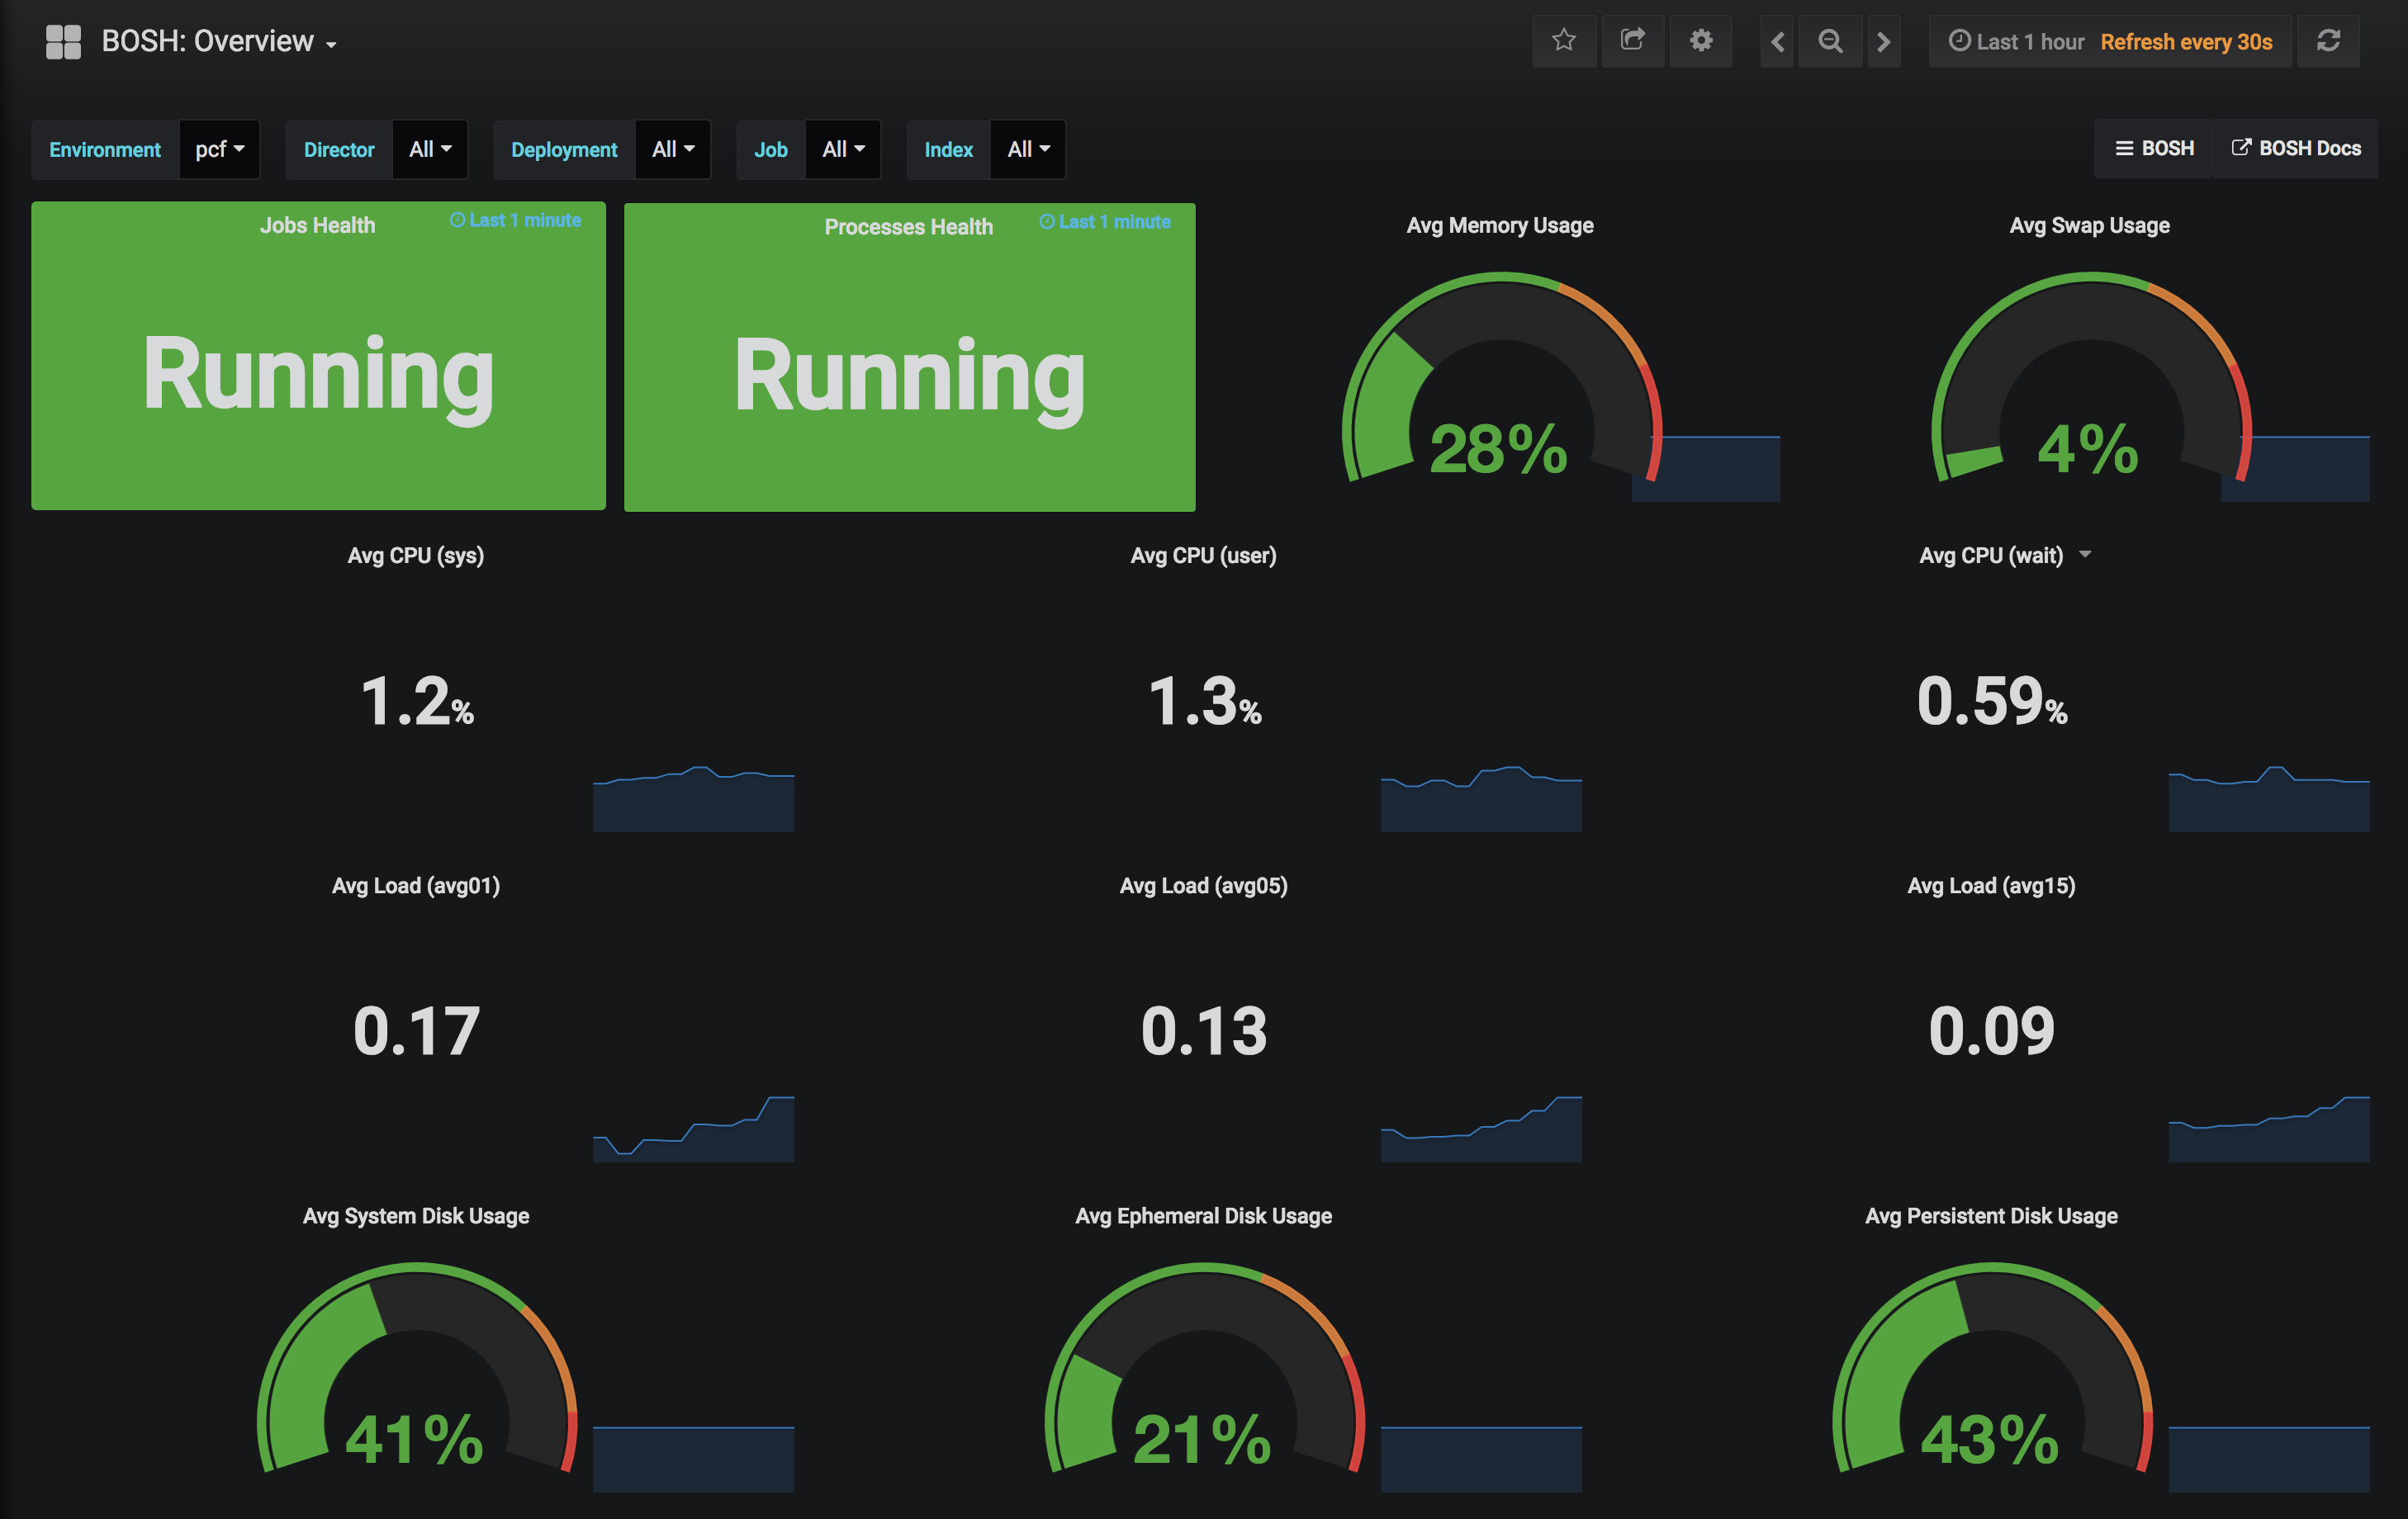 BOSH: Overview
Last 1 hour Refresh every 30s
Environment pcf Director All Deployment All Job All Index All
BOSH BOSH Docs
Jobs Health Last 1 minute
Running
Processes Health Last 1 minute
Running
Avg Memory Usage
28%
Avg Swap Usage
4%
Avg CPU (sys)
1.2%
Avg CPU (user)
1.3%
Avg CPU (wait)
0.59%
Avg Load (avg01)
0.17
Avg Load (avg05)
0.13
Avg Load (avg15)
0.09
Avg System Disk Usage
41%
Avg Ephemeral Disk Usage
21%
Avg Persistent Disk Usage
43%